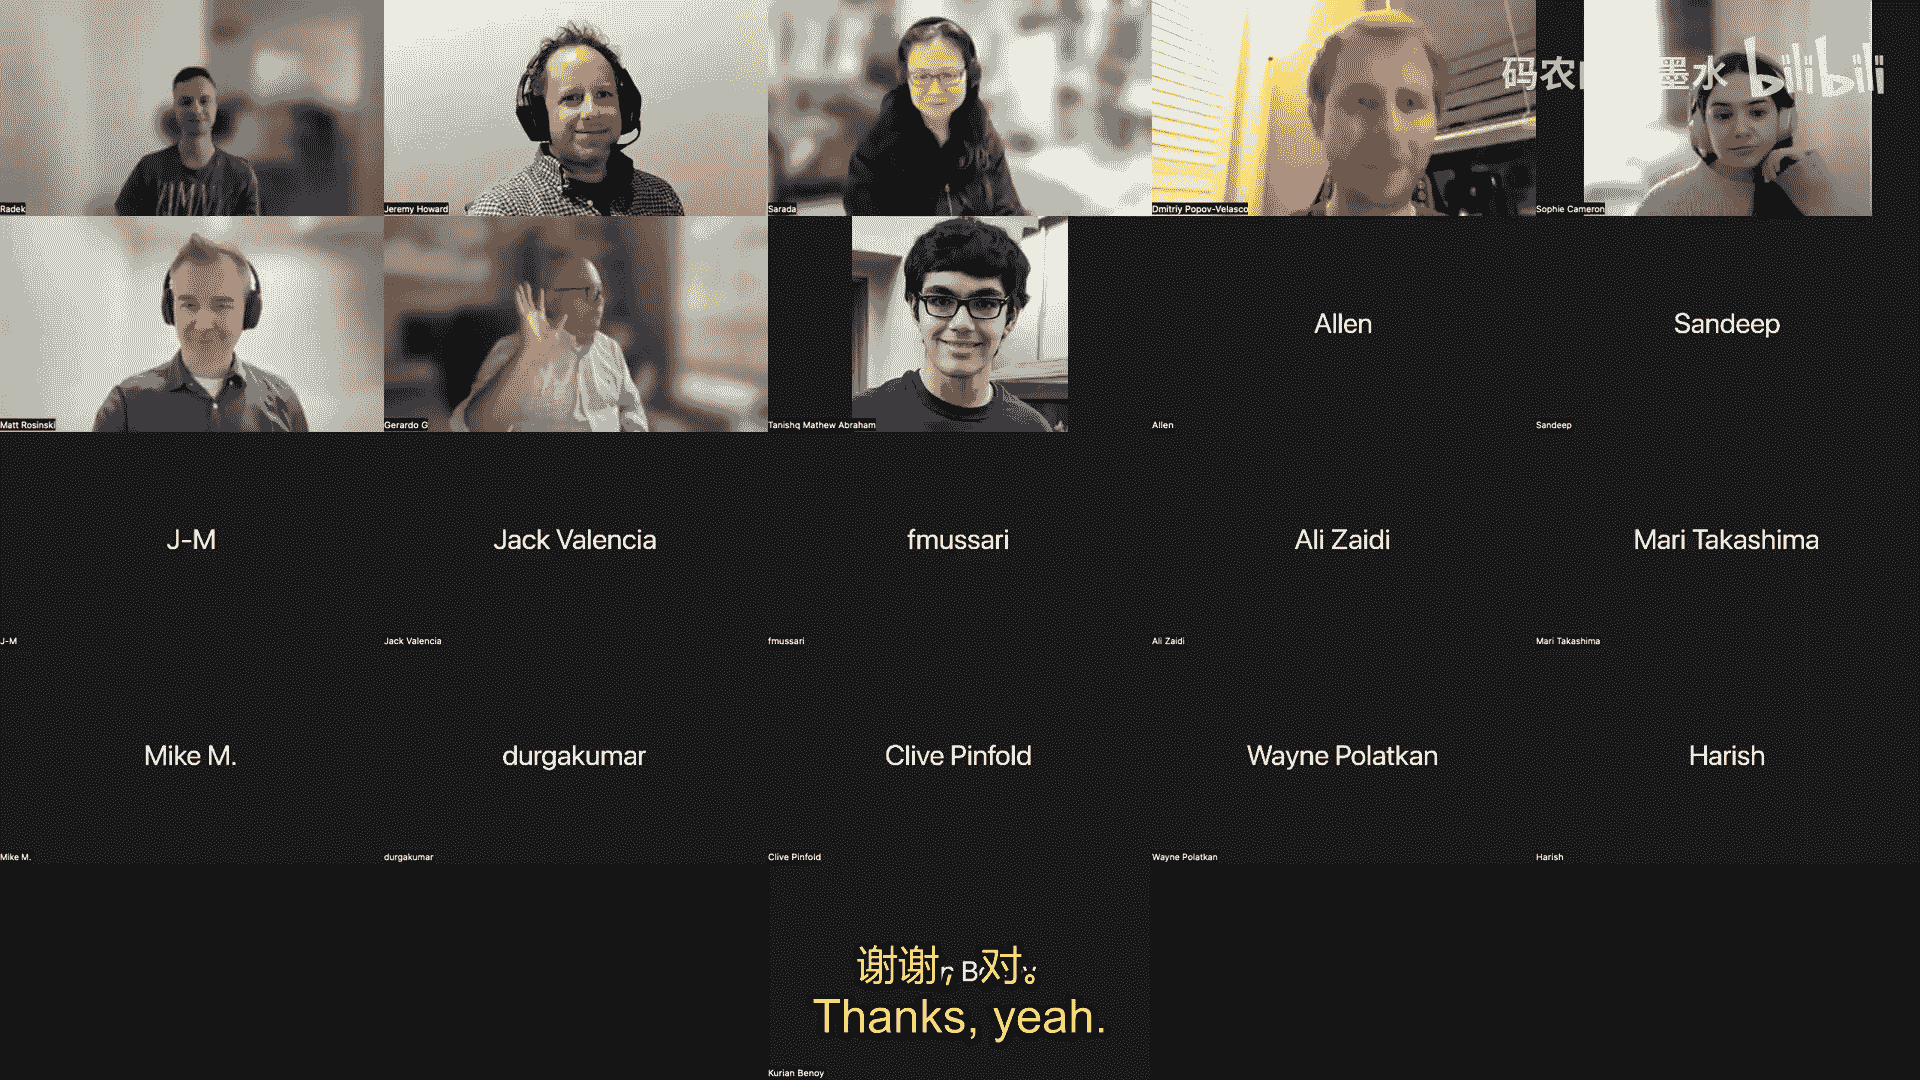 码农 墨水 bilibili
Radek
Jeremy Howard
Sarada
Dmitriy Popov-Velasco
Sophie Cameron
Allen
Sandeep
Matt Rosinski
Gerardo G
Tanishq Mathew Abraham
Allen
Sandeep
J-M
Jack Valencia
fmussari
Ali Zaidi
Mari Takashima
J-M
Jack Valencia
fmussari
Ali Zaidi
Mari Takashima
Mike M.
durgakumar
Clive Pinfold
Wayne Polatkan
Harish
Mike M.
durgakumar
Clive Pinfold
Wayne Polatkan
Harish
谢谢，对。
Thanks, yeah.
Kurian Benoy